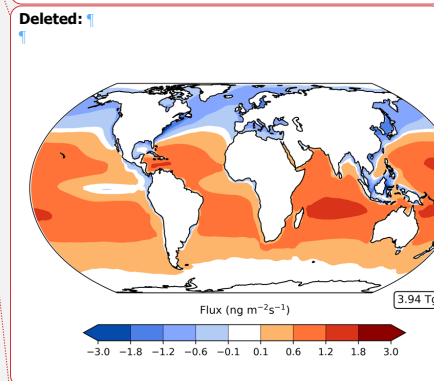 Deleted: ¶
¶
3.94 Tg
Flux (ng m⁻²s⁻¹)
−3.0 −1.8 −1.2 −0.6 −0.1 0.1 0.6 1.2 1.8 3.0